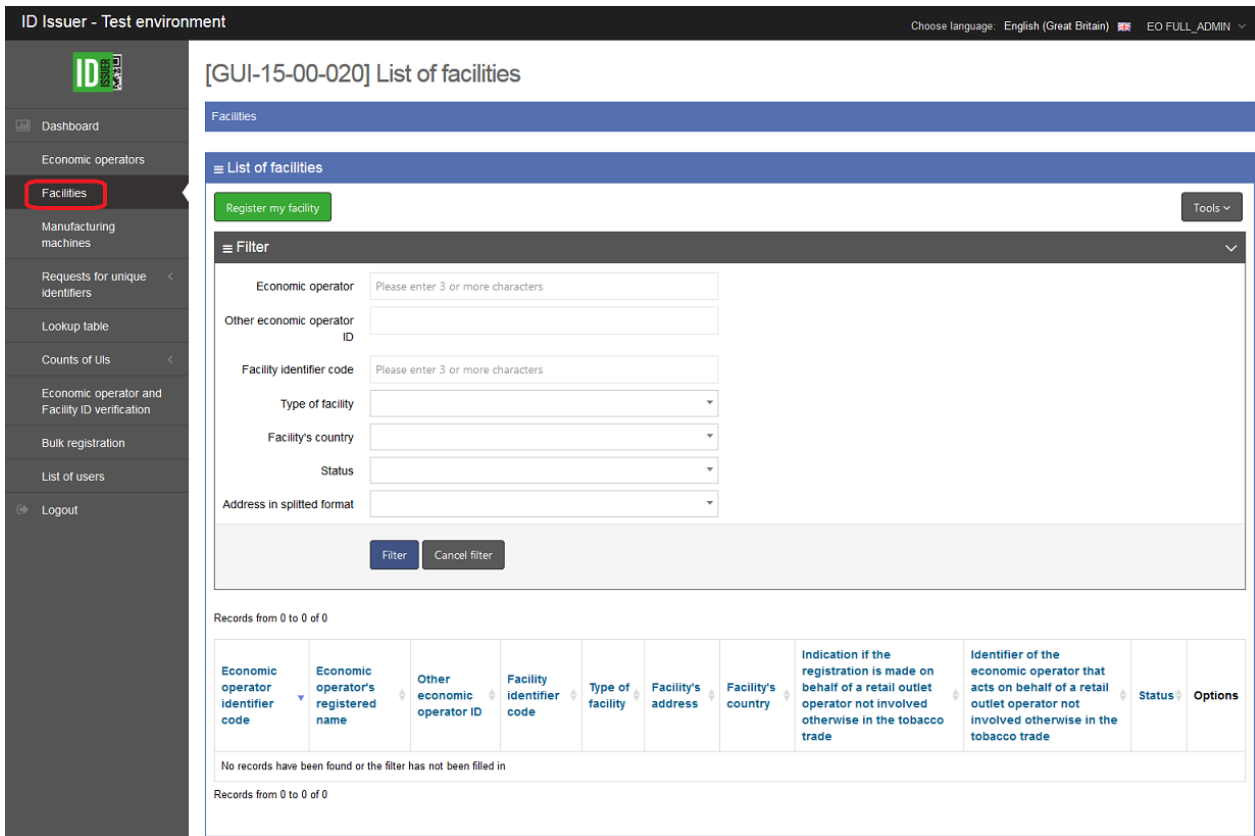 ID Issuer - Test environment
Choose language: English (Great Britain) EO FULL_ADMIN
ID ISSUER
[GUI-15-00-020] List of facilities
Dashboard
Economic operators
Facilities
Manufacturing
machines
Requests for unique
identifiers
Lookup table
Counts of UIs
Economic operator and
Facility ID verification
Bulk registration
List of users
Logout
Facilities
List of facilities
Register my facility
Tools
Filter
Economic operator Please enter 3 or more characters
Other economic operator
ID
Facility identifier code Please enter 3 or more characters
Type of facility
Facility's country
Status
Address in splitted format
Filter Cancel filter
Records from 0 to 0 of 0
Economic
operator
identifier
code
Economic
operator's
registered
name
Other
economic
operator ID
Facility
identifier
code
Type of
facility
Facility's
address
Facility's
country
Indication if the
registration is made on
behalf of a retail outlet
operator not involved
otherwise in the tobacco
trade
Identifier of the
economic operator that
acts on behalf of a retail
outlet operator not
involved otherwise in the
tobacco trade
Status
Options
No records have been found or the filter has not been filled in
Records from 0 to 0 of 0